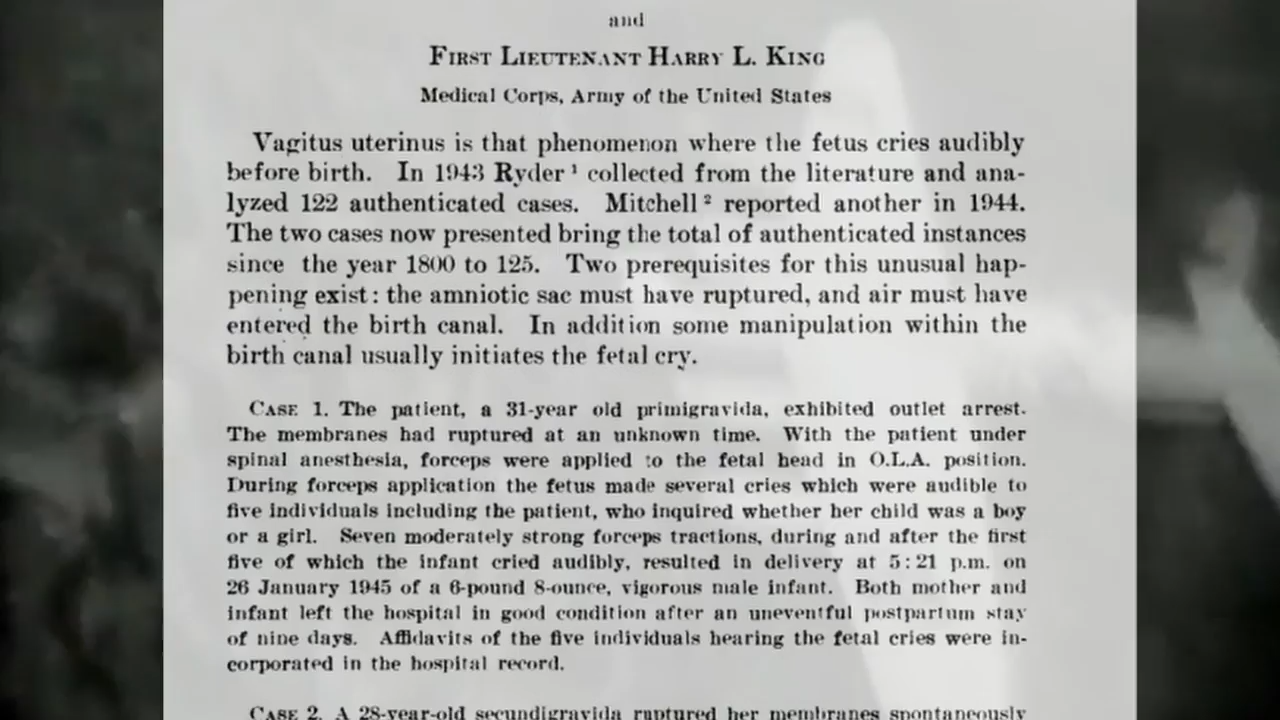 and
First Lieutenant Harry L. King
Medical Corps, Army of the United States
Vagitus uterinus is that phenomenon where the fetus cries audibly
before birth. In 1943 Ryder ¹ collected from the literature and ana-
lyzed 122 authenticated cases. Mitchell ² reported another in 1944.
The two cases now presented bring the total of authenticated instances
since the year 1800 to 125. Two prerequisites for this unusual hap-
pening exist: the amniotic sac must have ruptured, and air must have
entered the birth canal. In addition some manipulation within the
birth canal usually initiates the fetal cry.
Case 1. The patient, a 31-year old primigravida, exhibited outlet arrest.
The membranes had ruptured at an unknown time. With the patient under
spinal anesthesia, forceps were applied to the fetal head in O.L.A. position.
During forceps application the fetus made several cries which were audible to
five individuals including the patient, who inquired whether her child was a boy
or a girl. Seven moderately strong forceps tractions, during and after the first
five of which the infant cried audibly, resulted in delivery at 5:21 p.m. on
26 January 1945 of a 6-pound 8-ounce, vigorous male infant. Both mother and
infant left the hospital in good condition after an uneventful postpartum stay
of nine days. Affidavits of the five individuals hearing the fetal cries were in-
corporated in the hospital record.
Case 2. A 28-year-old secundigravida ruptured her membranes spontaneously